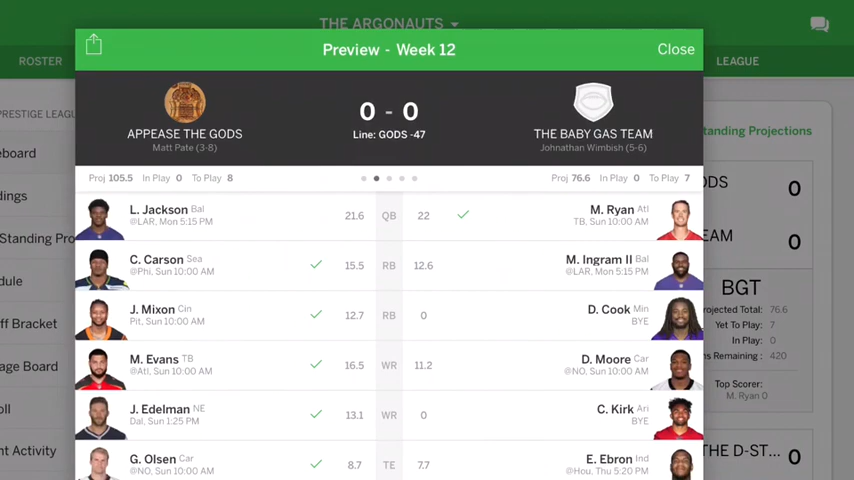 THE ARGONAUTS
Preview - Week 12
Close
ROSTER
LEAGUE
0 - 0
Line: GODS -47
APPEASE THE GODS
Matt Pate (3-8)
THE BABY GAS TEAM
Johnathan Wimbish (5-6)
PRESTIGE LEAGU
tanding Projections
Proj 105.5 In Play 0 To Play 8
Proj 76.6 In Play 0 To Play 7
L. Jackson Bal
@LAR, Mon 5:15 PM
21.6 QB 22
M. Ryan Atl
TB, Sun 10:00 AM
C. Carson Sea
@Phi, Sun 10:00 AM
15.5 RB 12.6
M. Ingram II Bal
@LAR, Mon 5:15 PM
J. Mixon Cin
Pit, Sun 10:00 AM
12.7 RB 0
D. Cook Min
BYE
M. Evans TB
@Atl, Sun 10:00 AM
16.5 WR 11.2
D. Moore Car
@NO, Sun 10:00 AM
J. Edelman NE
Dal, Sun 1:25 PM
13.1 WR 0
C. Kirk Ari
BYE
G. Olsen Car
@NO, Sun 10:00 AM
8.7 TE 7.7
E. Ebron Ind
@Hou, Thu 5:20 PM
eboard
dings
Standing Pro
dule
ff Bracket
age Board
oll
nt Activity
ODS 0
EAM 0
BGT
rojected Total: 76.6
Yet To Play: 7
In Play: 0
ns Remaining : 420
Top Scorer:
M. Ryan 0
THE D-ST... 0